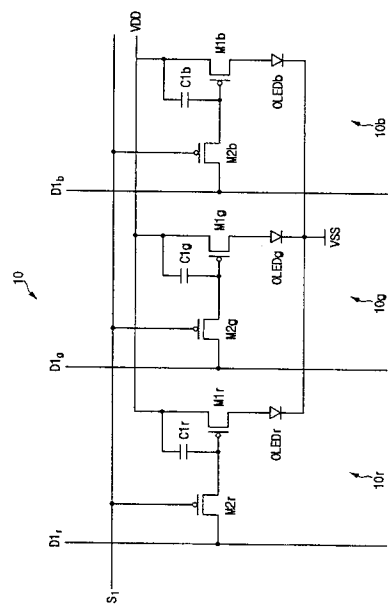 10
S1
D1r
D1g
D1b
VDD
C1r
C1g
C1b
M1r
M1g
M1b
M2r
M2g
M2b
OLEDr
OLEDg
OLEDb
VSS
10r
10g
10b